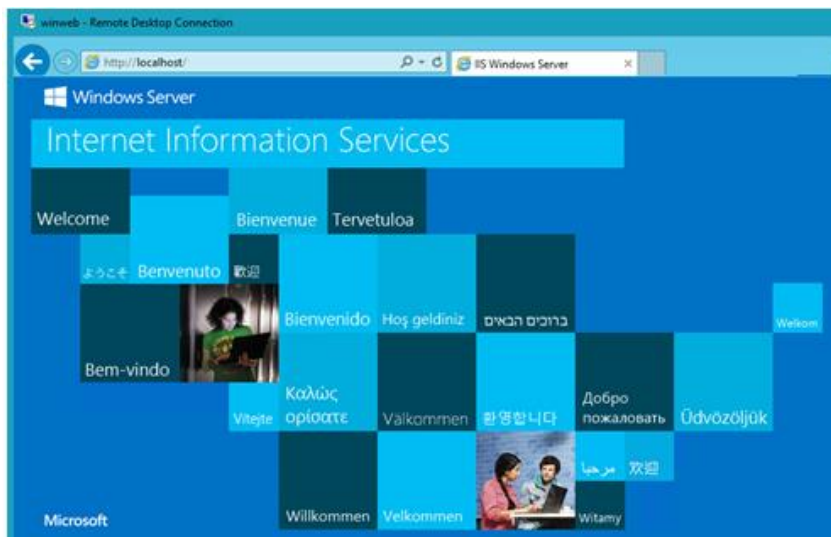 winweb - Remote Desktop Connection
http://localhost/
IIS Windows Server
Windows Server
Internet Information Services
Welcome
Bienvenue
Tervetuloa
ようこそ
Benvenuto
歡迎
Bienvenido
Hoş geldiniz
ברוכים הבאים
Welkom
Bem-vindo
Vítejte
Καλώς
ορίσατε
Välkommen
환영합니다
Добро
пожаловать
Üdvözöljük
مرحبا
欢迎
Microsoft
Willkommen
Velkommen
Witamy